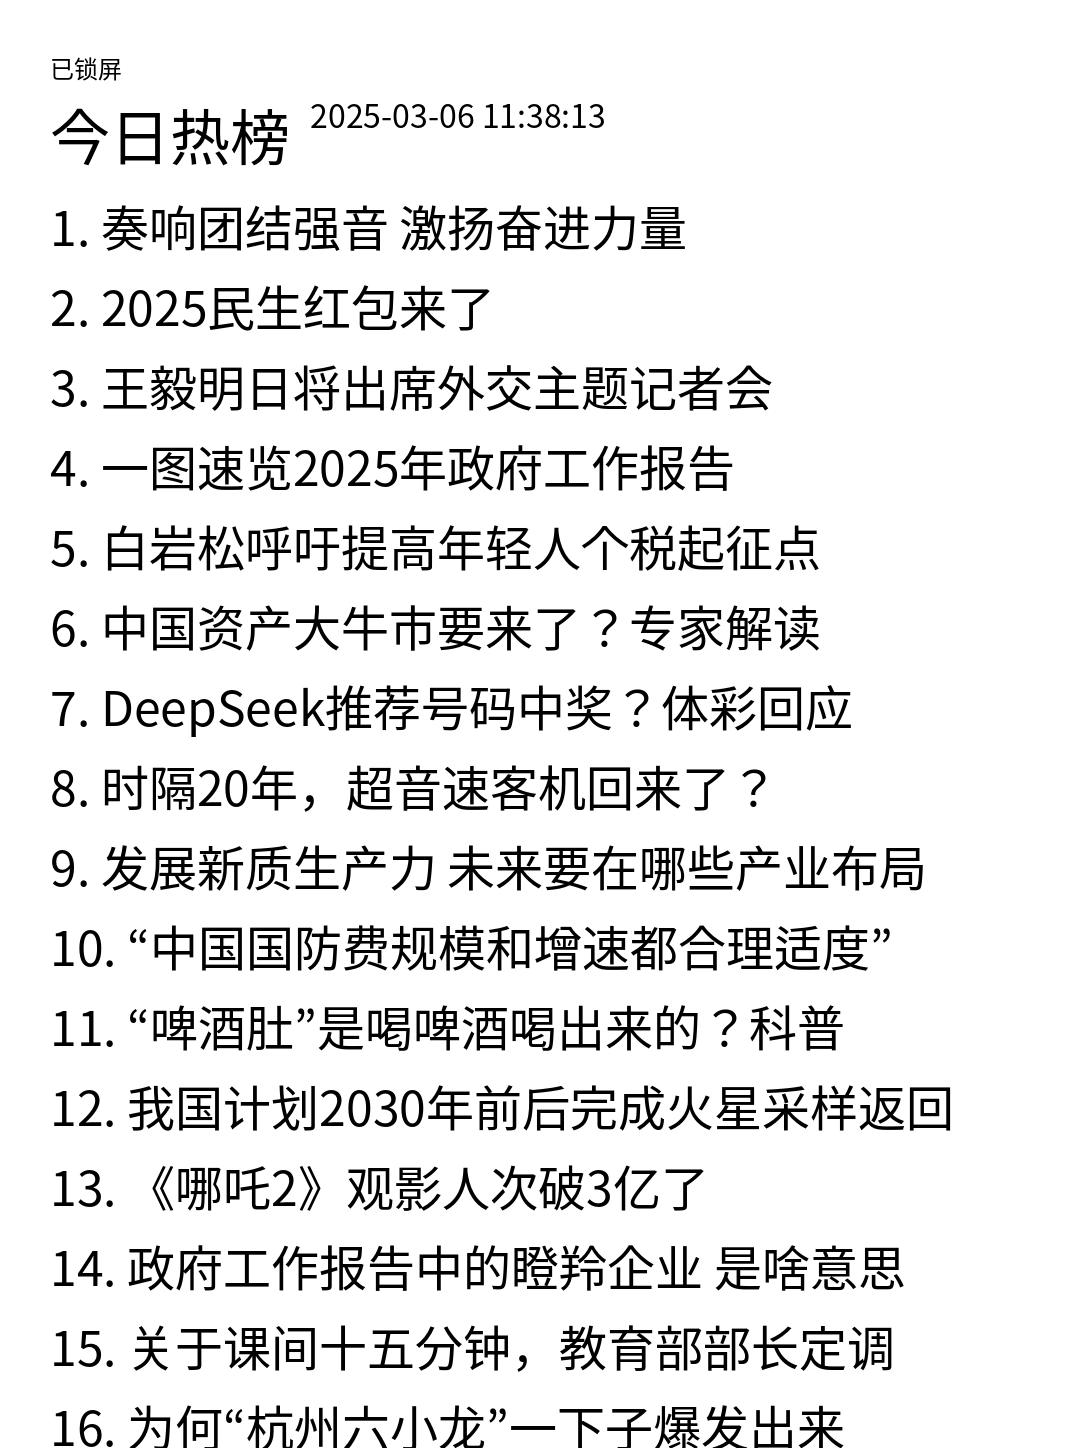 已锁屏
今日热榜 2025-03-06 11:38:13
1. 奏响团结强音 激扬奋进力量
2. 2025民生红包来了
3. 王毅明日将出席外交主题记者会
4. 一图速览2025年政府工作报告
5. 白岩松呼吁提高年轻人个税起征点
6. 中国资产大牛市要来了？专家解读
7. DeepSeek推荐号码中奖？体彩回应
8. 时隔20年，超音速客机回来了？
9. 发展新质生产力 未来要在哪些产业布局
10. “中国国防费规模和增速都合理适度”
11. “啤酒肚”是喝啤酒喝出来的？科普
12. 我国计划2030年前后完成火星采样返回
13. 《哪吒2》观影人次破3亿了
14. 政府工作报告中的瞪羚企业 是啥意思
15. 关于课间十五分钟，教育部部长定调
16. 为何“杭州六小龙”一下子爆发出来